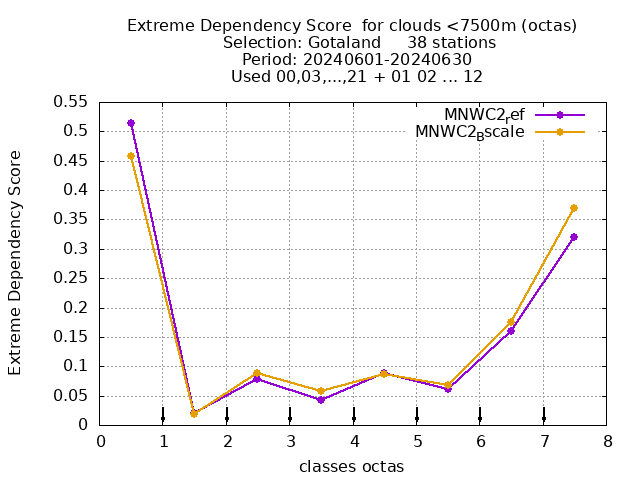 Extreme Dependency Score  for clouds <7500m (octas)
Selection: Gotaland     38 stations
Period: 20240601-20240630
Used 00,03,...,21 + 01 02 ... 12
MNWC2ref
MNWC2Bscale
Extreme Dependency Score
0.55
0.5
0.45
0.4
0.35
0.3
0.25
0.2
0.15
0.1
0.05
0
0 1 2 3 4 5 6 7 8
classes octas